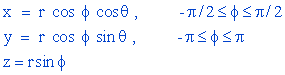 x = r cos ϕ cosθ , -π/2≤ϕ≤π/2
y = r cos ϕ sinθ , -π≤ϕ≤π
z = rsinϕ